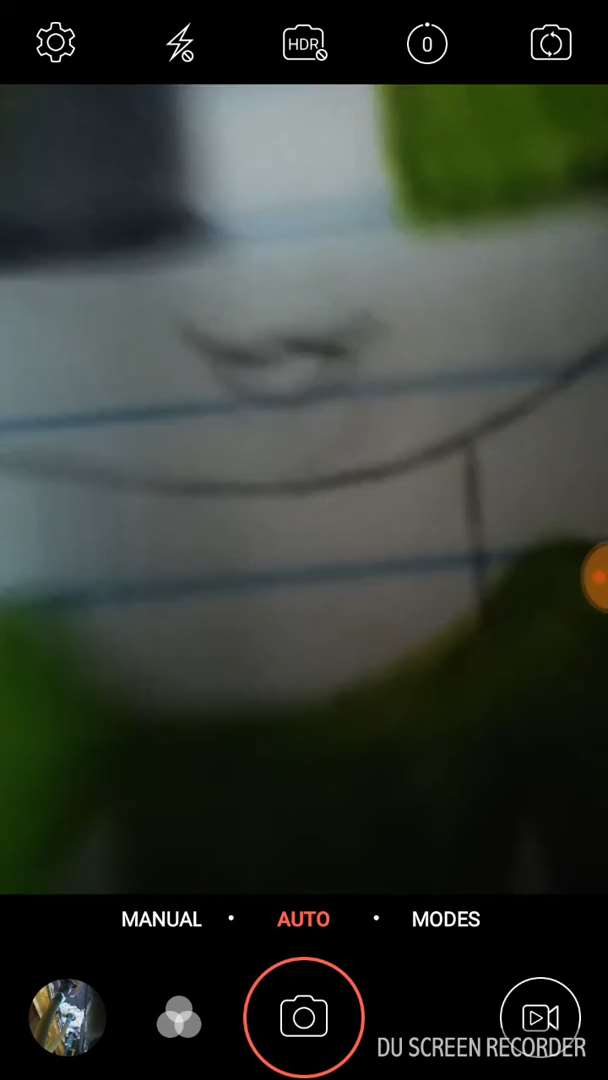 HDR
0
MANUAL • AUTO • MODES
DU SCREEN RECORDER